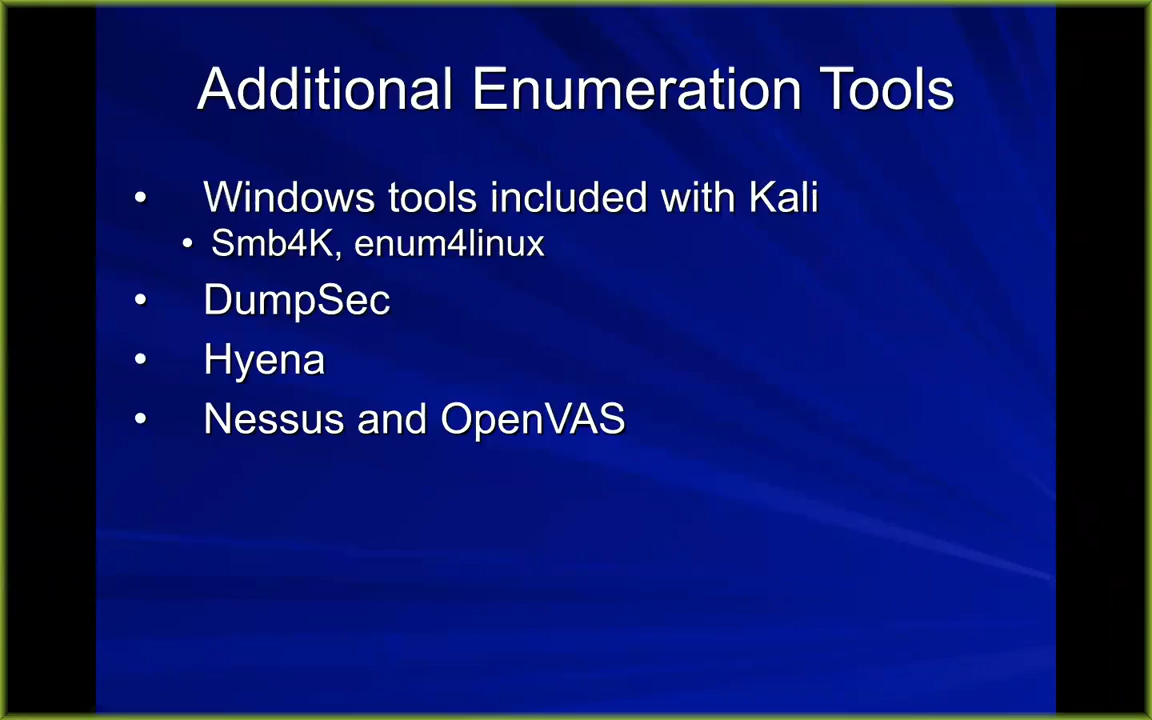 Additional Enumeration Tools
• Windows tools included with Kali
• Smb4K, enum4linux
• DumpSec
• Hyena
• Nessus and OpenVAS